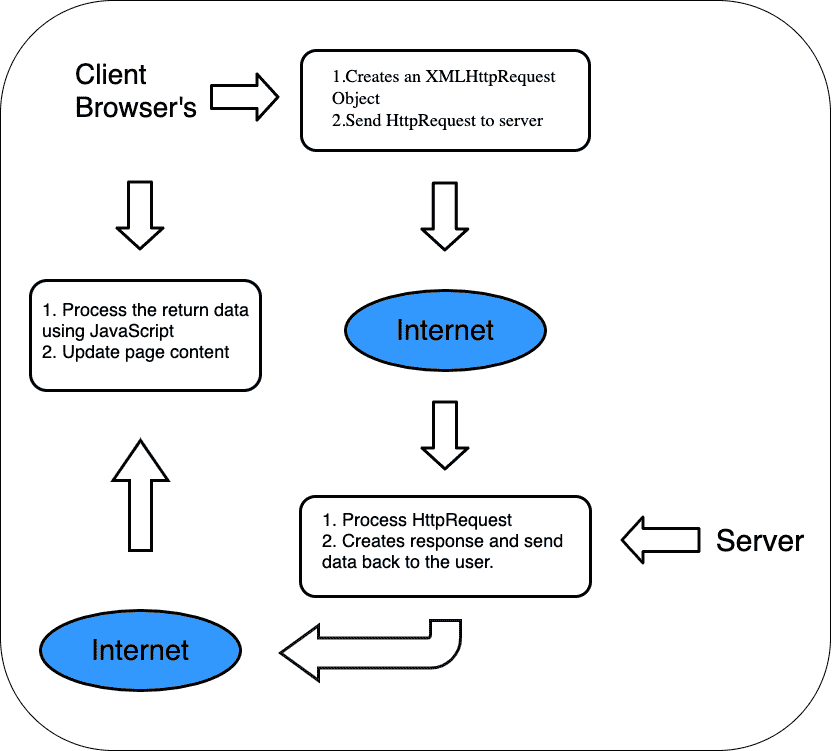 Client
Browser's
1.Creates an XMLHttpRequest
Object
2.Send HttpRequest to server
1. Process the return data
using JavaScript
2. Update page content
Internet
1. Process HttpRequest
2. Creates response and send
data back to the user.
Server
Internet